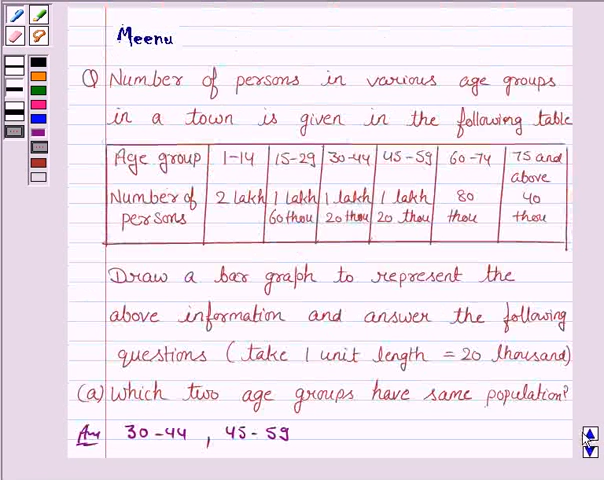 Meenu
Q Number of persons in various age groups
in a town is given in the following table
Age group 1-14 15-29 30-44 45-59 60-74 75 and above
Number of persons 2 lakh 1 lakh 60 thou 1 lakh 20 thou 1 lakh 20 thou 80 thou 40 thou
Draw a bar graph to represent the
above information and answer the following
questions (take 1 unit length = 20 thousand)
(a) Which two age groups have same population?
Ans 30-44, 45-59